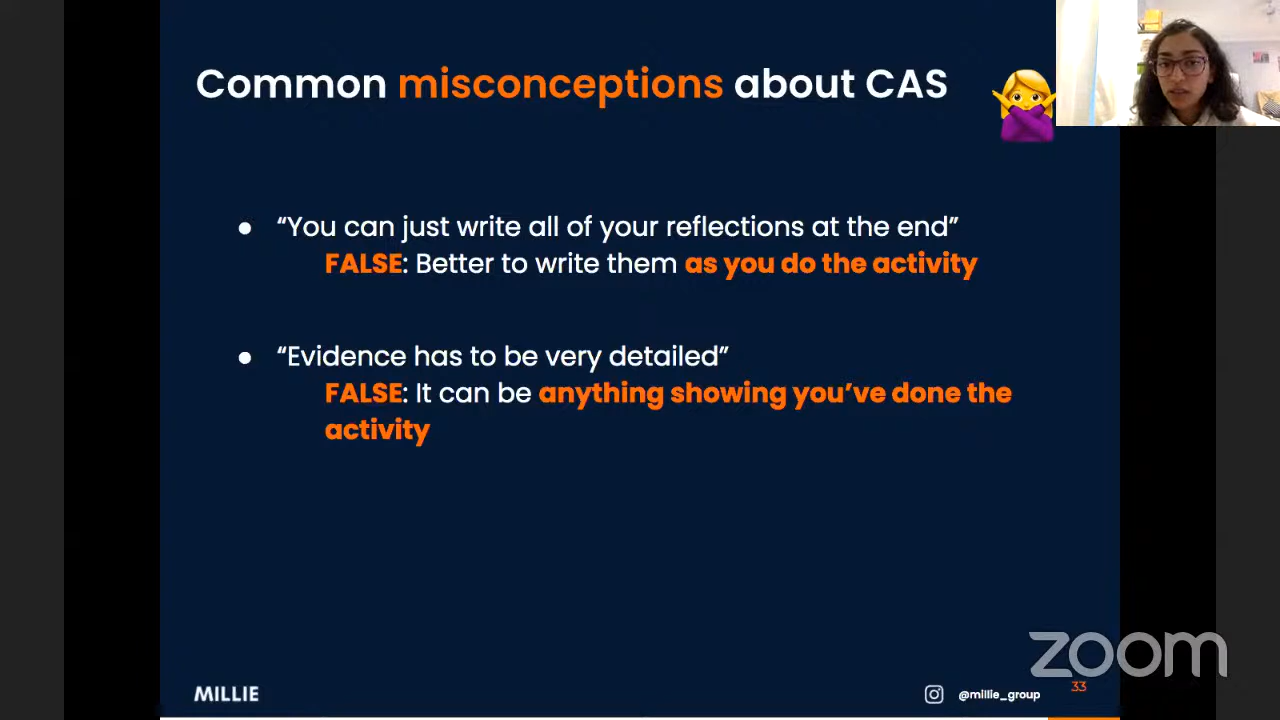 Common misconceptions about CAS
● “You can just write all of your reflections at the end”
FALSE: Better to write them as you do the activity
● “Evidence has to be very detailed”
FALSE: It can be anything showing you’ve done the
activity
zoom
MILLIE
@millie_group
33